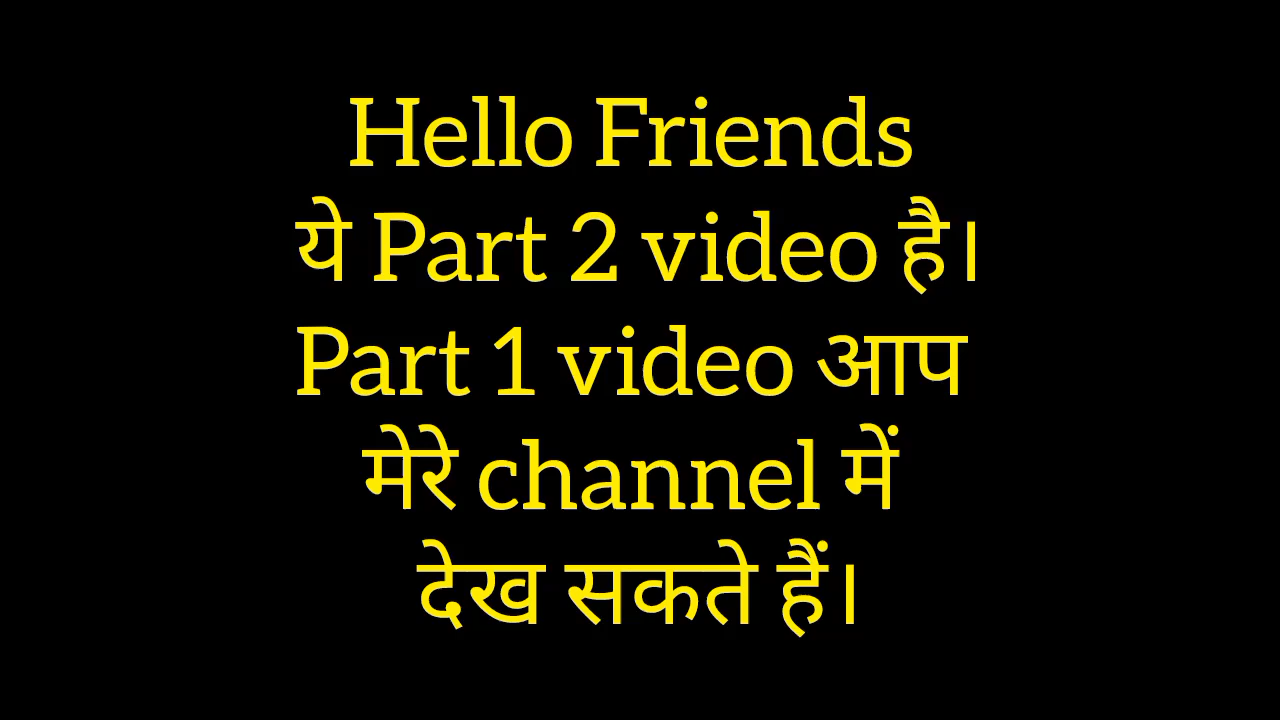 Hello Friends
ये Part 2 video है।
Part 1 video आप
मेरे channel में
देख सकते हैं।